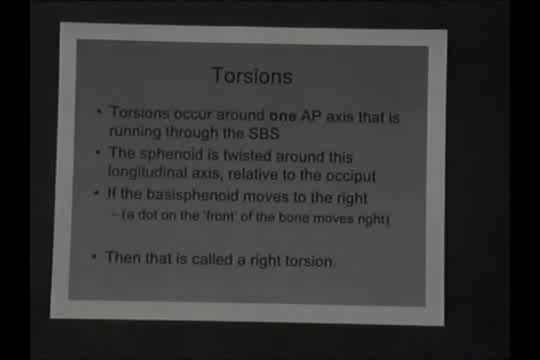 Torsions
• Torsions occur around one AP axis that is
running through the SBS
• The sphenoid is twisted around this
longitudinal axis, relative to the occiput
• If the basisphenoid moves to the right
– (a dot on the 'front' of the bone moves right)
• Then that is called a right torsion.